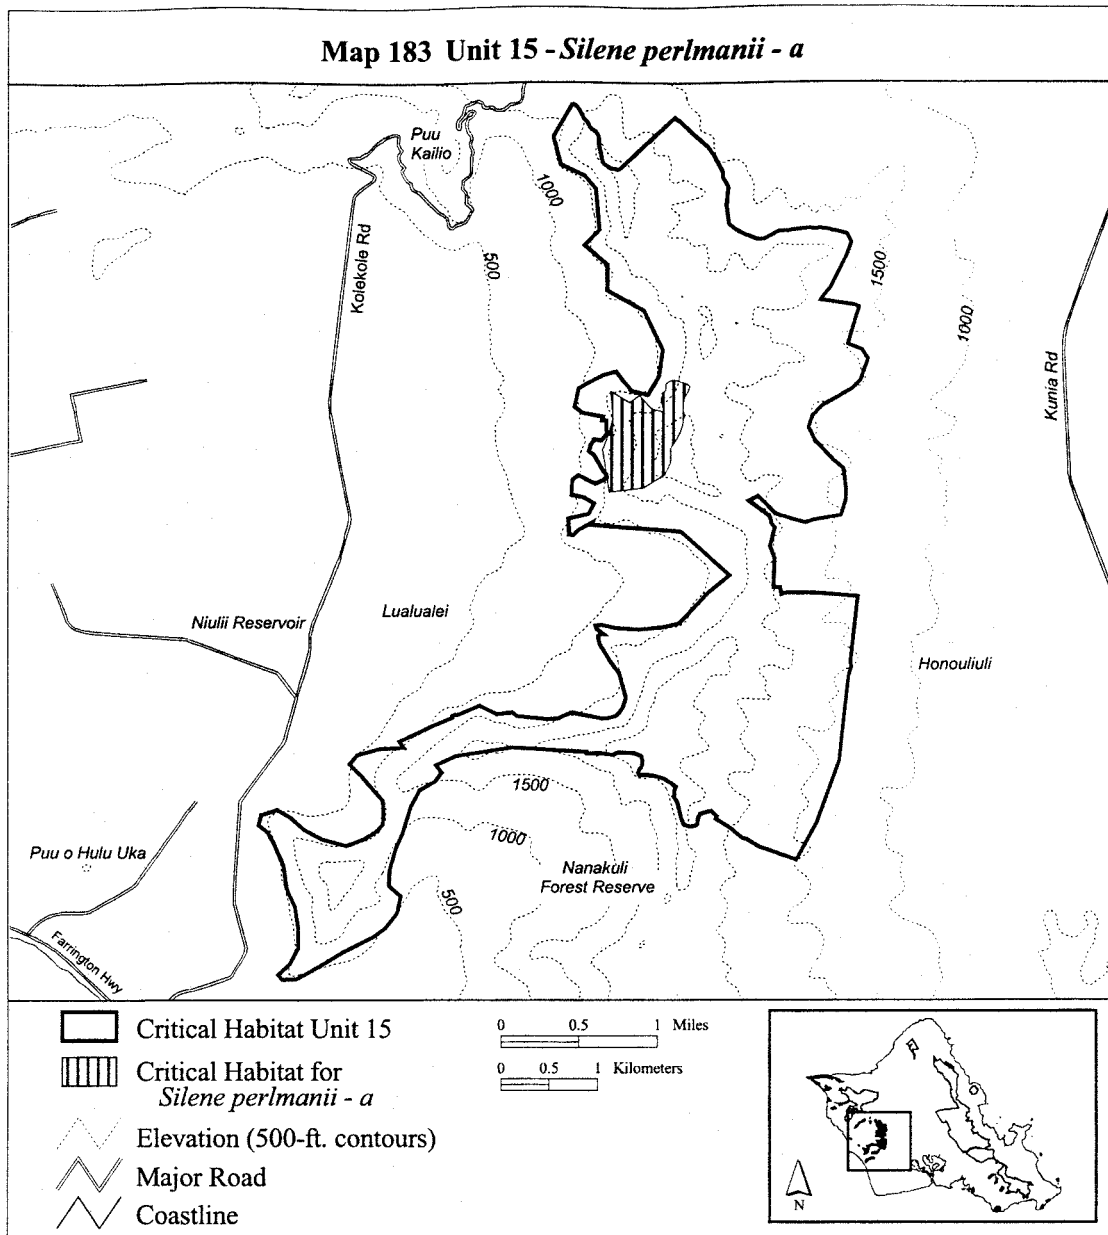 Map 183 Unit 15 - Silene perlmanii - a
Puu
Kailio
1000
Kolekole Rd
500
1500
1000
Kunia Rd
Niulii Reservoir
Lualualei
Honouliuli
1500
1000
Puu o Hulu Uka
Nanakuli
Forest Reserve
500
Farrington Hwy
Critical Habitat Unit 15
Critical Habitat for
Silene perlmanii - a
Elevation (500-ft. contours)
Major Road
Coastline
0 0.5 1 Miles
0 0.5 1 Kilometers
N